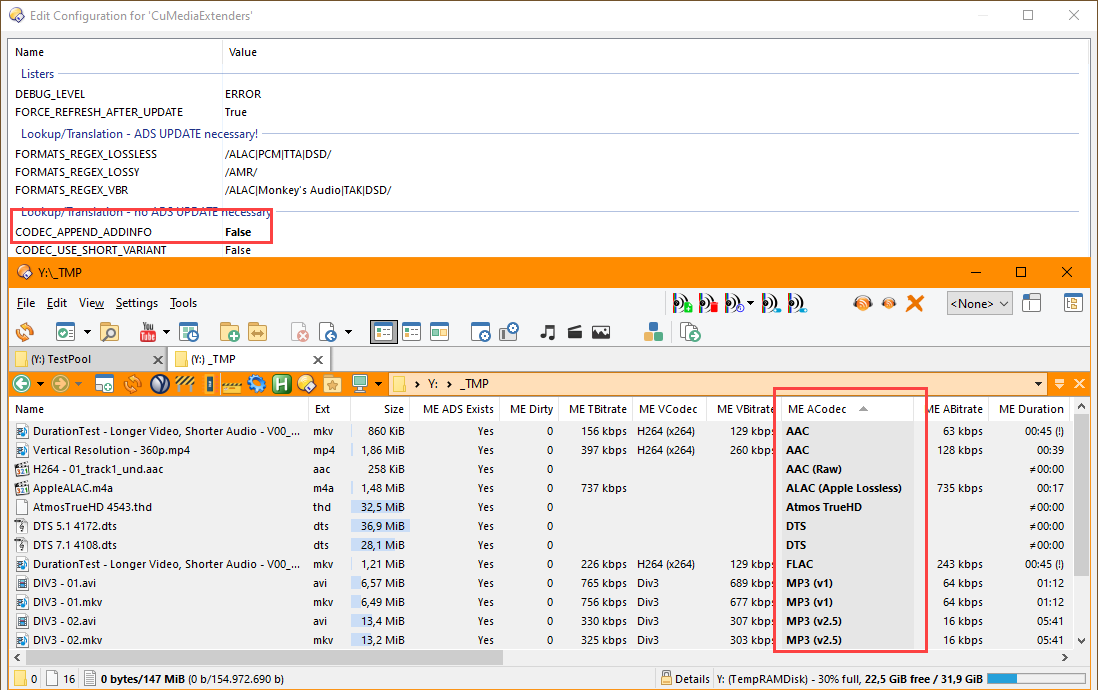 Edit Configuration for 'CuMediaExtenders'
Name Value
Listers
DEBUG_LEVEL ERROR
FORCE_REFRESH_AFTER_UPDATE True
Lookup/Translation - ADS UPDATE necessary!
FORMATS_REGEX_LOSSLESS /ALAC|PCM|TTA|DSD/
FORMATS_REGEX_LOSSY /AMR/
FORMATS_REGEX_VBR /ALAC|Monkey's Audio|TAK|DSD/
Lookup/Translation - no ADS UPDATE necessary
CODEC_APPEND_ADDINFO False
CODEC_USE_SHORT_VARIANT False
Y:\_TMP
File Edit View Settings Tools <None>
You Tube
(Y:) TestPool (Y:) _TMP
Y: _TMP
Name Ext Size ME ADS Exists ME Dirty ME TBitrate ME VCodec ME VBitrate ME ACodec ME ABitrate ME Duration
DurationTest - Longer Video, Shorter Audio - V00_... mkv 860 KiB Yes 0 156 kbps H264 (x264) 129 kbps AAC 63 kbps 00:45 (!)
Vertical Resolution - 360p.mp4 mp4 1,86 MiB Yes 0 397 kbps H264 (x264) 260 kbps AAC 128 kbps 00:39
H264 - 01_track1_und.aac aac 258 KiB Yes 0 AAC (Raw) ≠00:00
AppleALAC.m4a m4a 1,48 MiB Yes 0 737 kbps ALAC (Apple Lossless) 735 kbps 00:17
AtmosTrueHD 4543.thd thd 32,5 MiB Yes 0 Atmos TrueHD ≠00:00
DTS 5.1 4172.dts dts 36,9 MiB Yes 0 DTS ≠00:00
DTS 7.1 4108.dts dts 28,1 MiB Yes 0 DTS ≠00:00
DurationTest - Longer Video, Shorter Audio - V00_... mkv 1,21 MiB Yes 0 226 kbps H264 (x264) 129 kbps FLAC 243 kbps 00:45 (!)
DIV3 - 01.avi avi 6,57 MiB Yes 0 765 kbps Div3 689 kbps MP3 (v1) 64 kbps 01:12
DIV3 - 01.mkv mkv 6,49 MiB Yes 0 756 kbps Div3 677 kbps MP3 (v1) 64 kbps 01:12
DIV3 - 02.avi avi 13,4 MiB Yes 0 330 kbps Div3 307 kbps MP3 (v2.5) 16 kbps 05:41
DIV3 - 02.mkv mkv 13,2 MiB Yes 0 325 kbps Div3 303 kbps MP3 (v2.5) 16 kbps 05:41
0 16 0 bytes/147 MiB (0 b/154.972.690 b) Details Y: (TempRAMDisk) - 30% full, 22,5 GiB free / 31,9 GiB